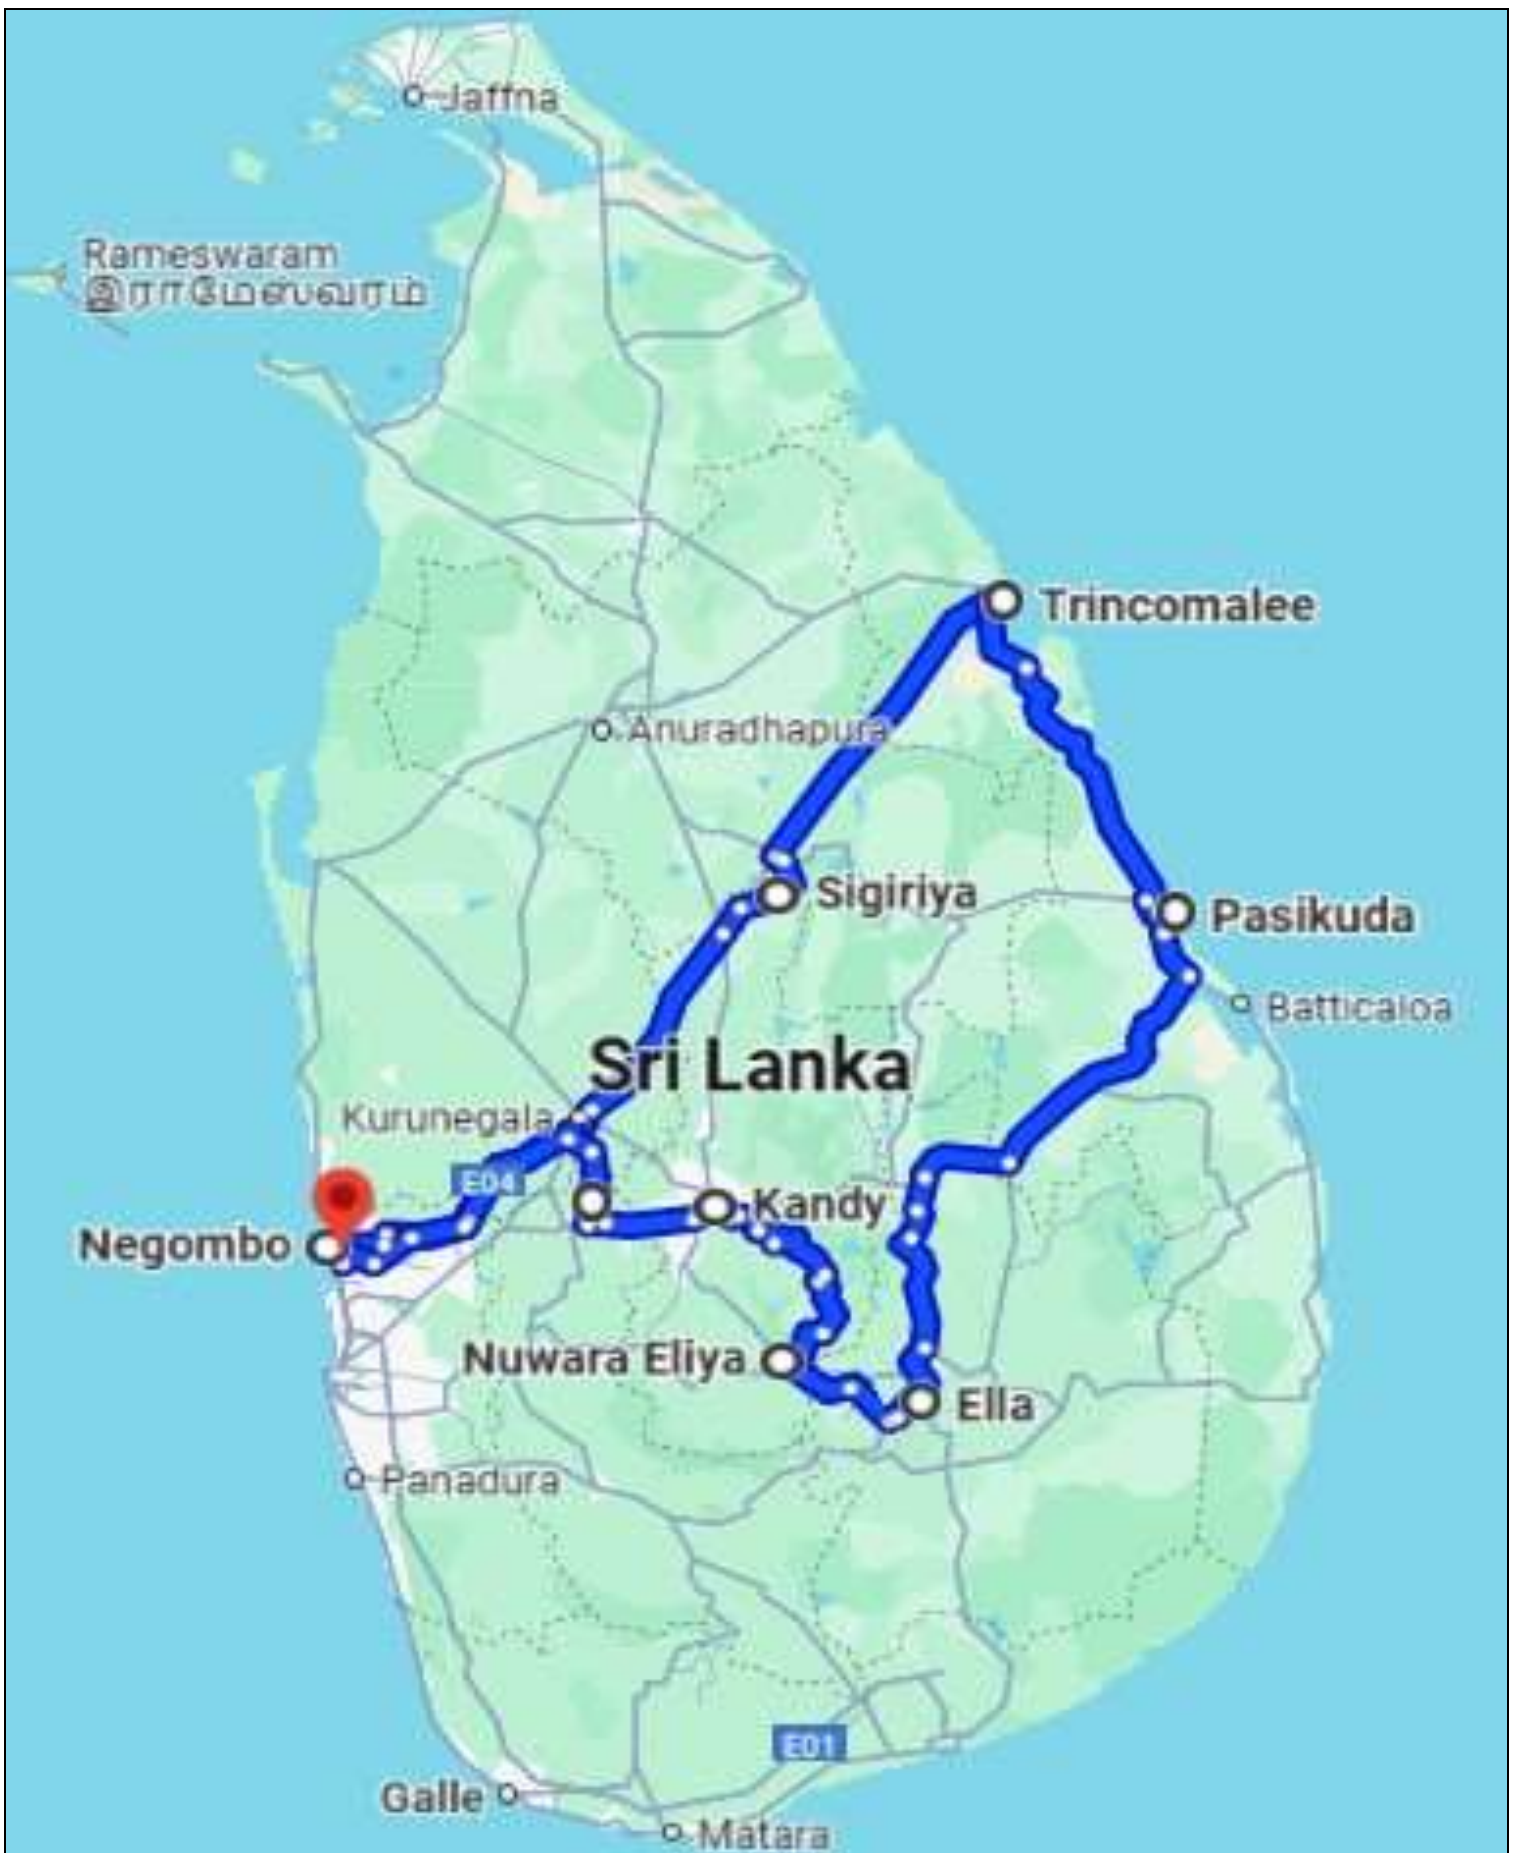 Jaffna
Rameswaram
இராமேஸ்வரம்
Trincomalee
Anuradhapura
Sigiriya
Pasikuda
Batticaloa
Sri Lanka
Kurunegala
E04
Kandy
Negombo
Nuwara Eliya
Ella
Panadura
E01
Galle
Matara